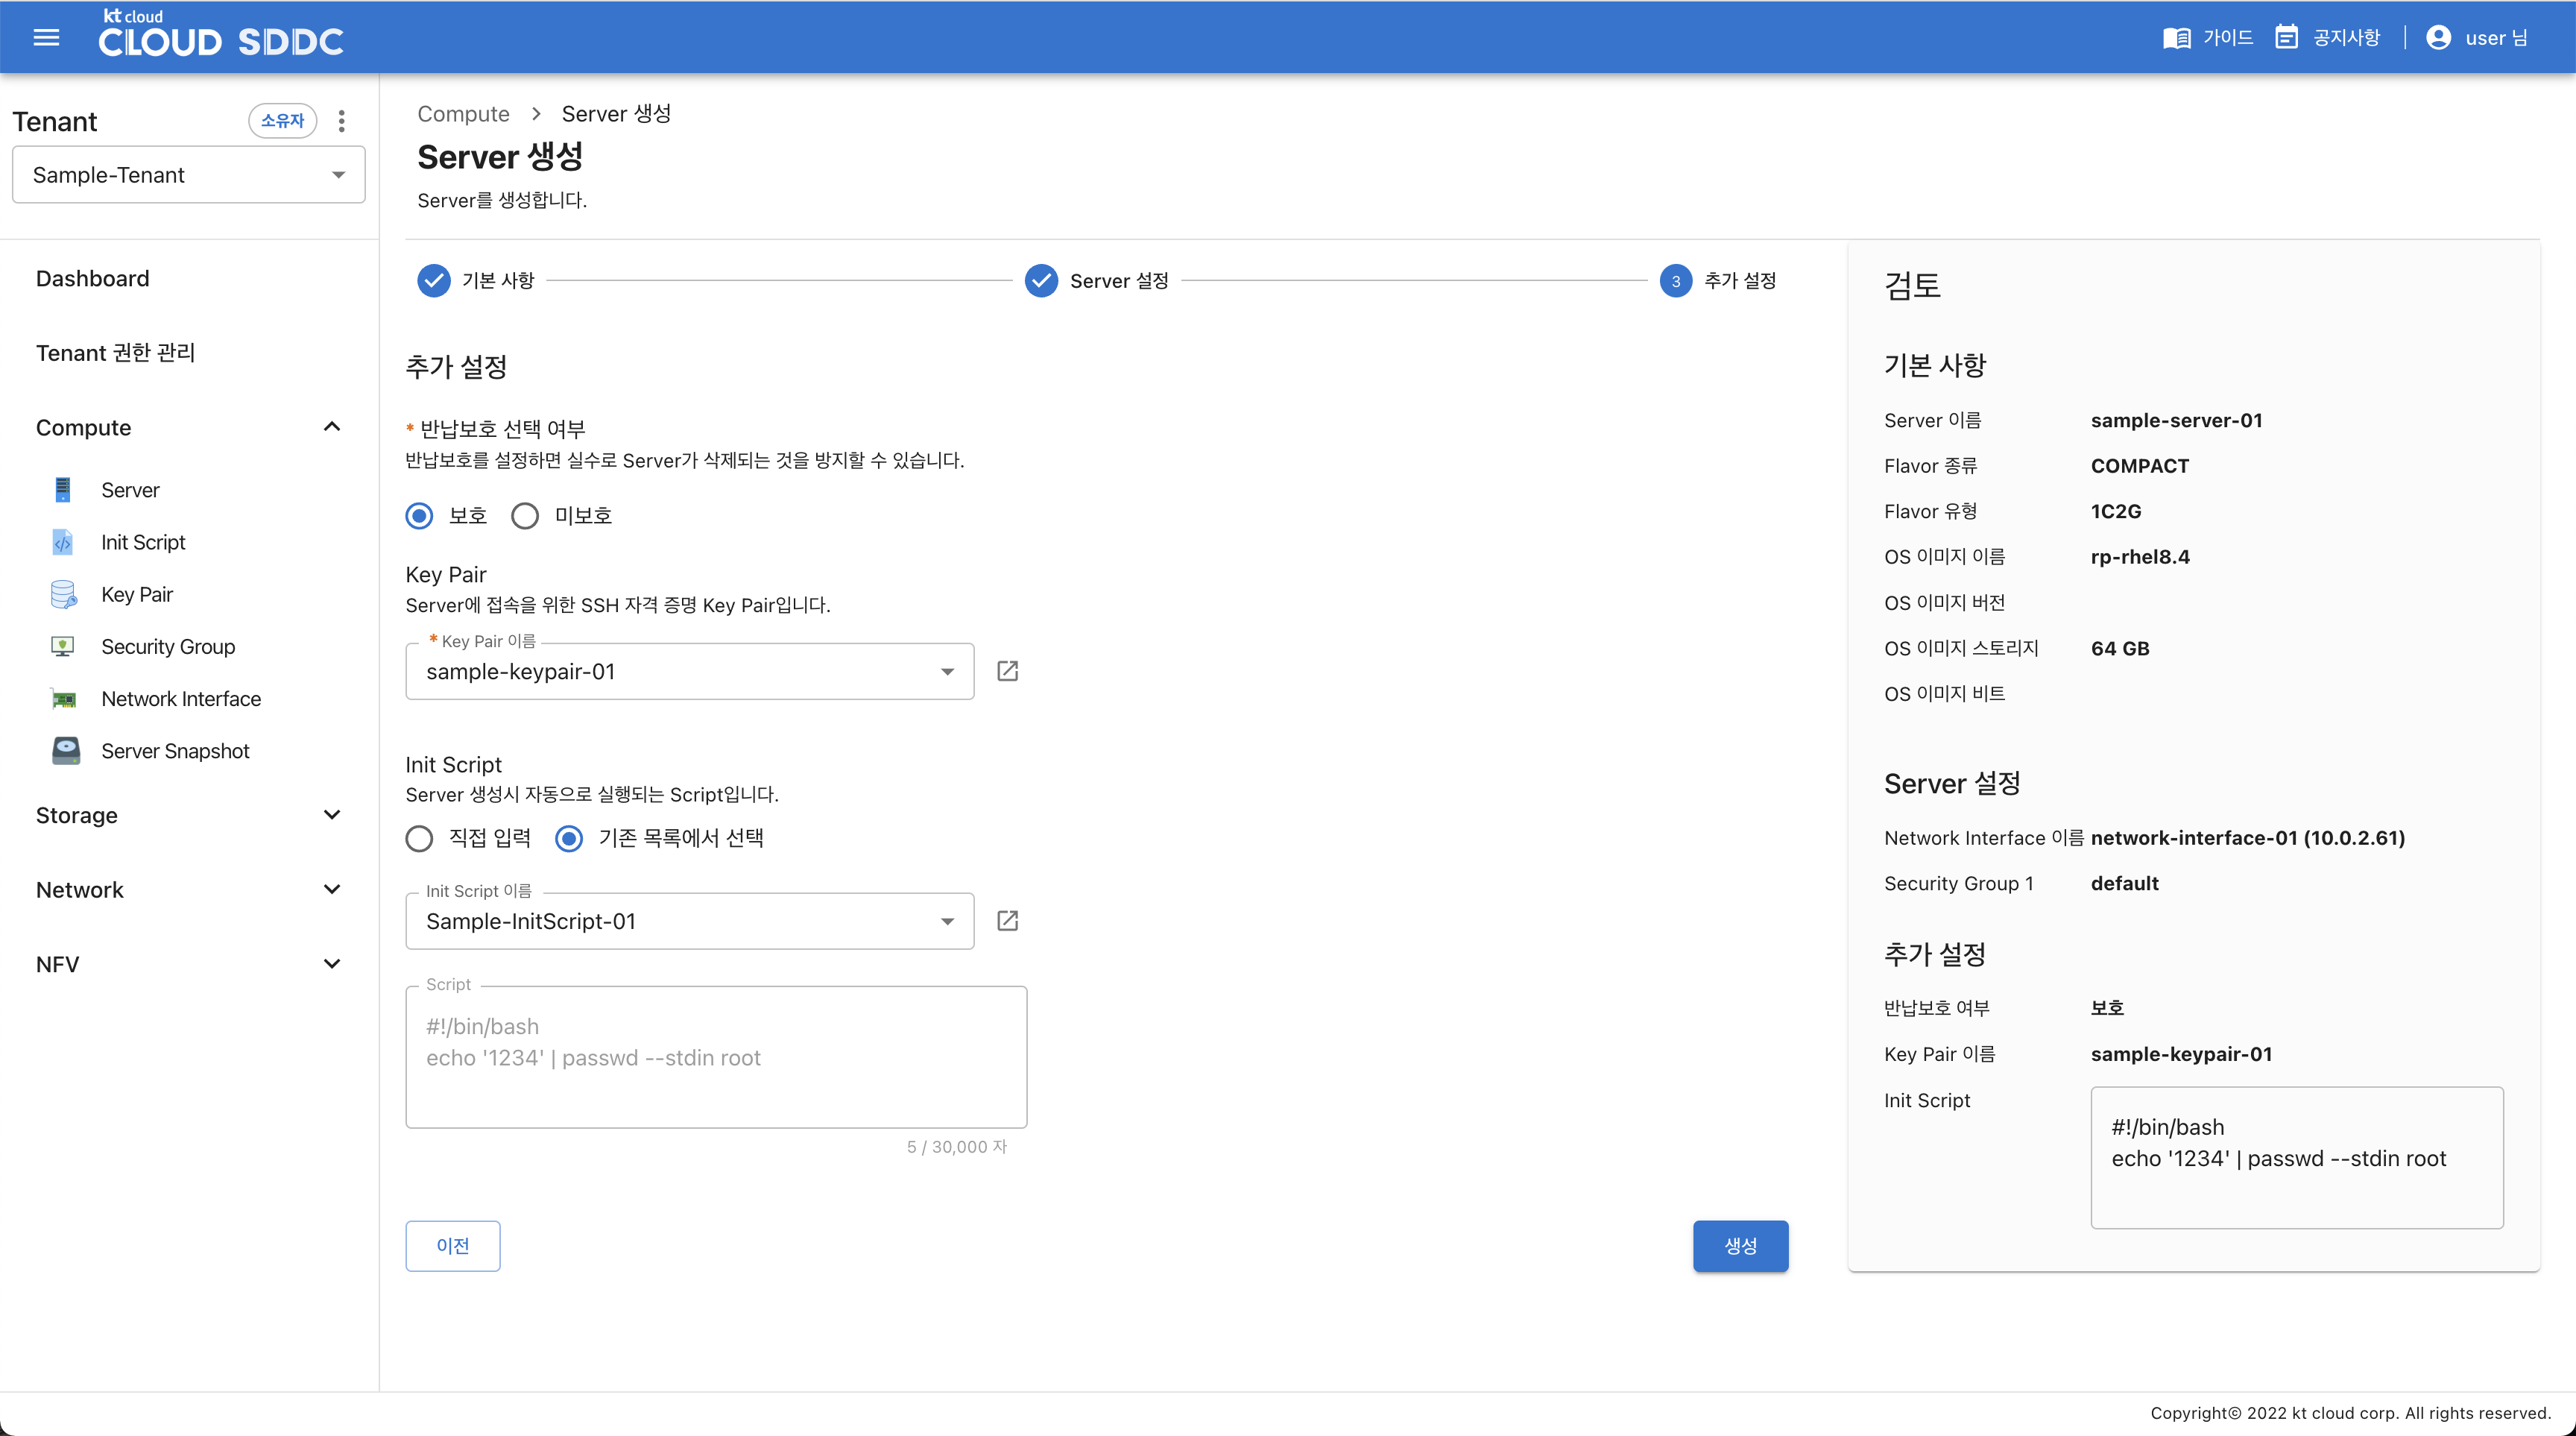 kt cloud
CLOUD SDDC
가이드
공지사항
user 님
Tenant
소유자
Sample-Tenant
Dashboard
Tenant 권한 관리
Compute
Server
Init Script
Key Pair
Security Group
Network Interface
Server Snapshot
Storage
Network
NFV
Compute > Server 생성
Server 생성
Server를 생성합니다.
기본 사항
Server 설정
3 추가 설정
추가 설정
* 반납보호 선택 여부
반납보호를 설정하면 실수로 Server가 삭제되는 것을 방지할 수 있습니다.
보호 미보호
Key Pair
Server에 접속을 위한 SSH 자격 증명 Key Pair입니다.
* Key Pair 이름
sample-keypair-01
Init Script
Server 생성시 자동으로 실행되는 Script입니다.
직접 입력 기존 목록에서 선택
Init Script 이름
Sample-InitScript-01
Script
#!/bin/bash
echo '1234' | passwd --stdin root
5 / 30,000 자
이전
생성
검토
기본 사항
Server 이름 sample-server-01
Flavor 종류 COMPACT
Flavor 유형 1C2G
OS 이미지 이름 rp-rhel8.4
OS 이미지 버전
OS 이미지 스토리지 64 GB
OS 이미지 비트
Server 설정
Network Interface 이름 network-interface-01 (10.0.2.61)
Security Group 1 default
추가 설정
반납보호 여부 보호
Key Pair 이름 sample-keypair-01
Init Script
#!/bin/bash
echo '1234' | passwd --stdin root
Copyright© 2022 kt cloud corp. All rights reserved.